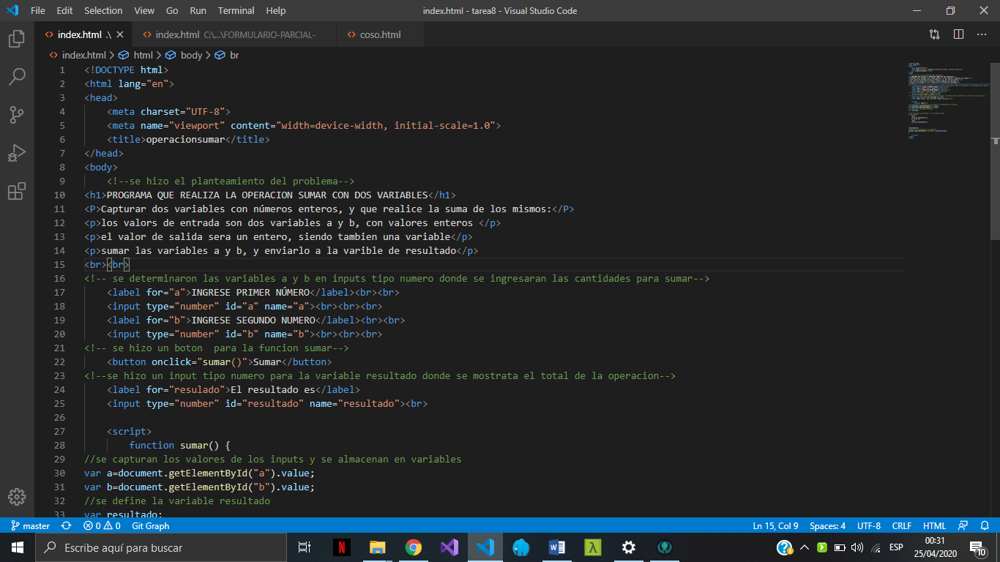 File Edit Selection View Go Run Terminal Help index.html - tarea8 - Visual Studio Code
index.html .\ index.html C:\...\FORMULARIO-PARCIAL- coso.html
index.html > html > body > br
1 <!DOCTYPE html>
2 <html lang="en">
3 <head>
4 <meta charset="UTF-8">
5 <meta name="viewport" content="width=device-width, initial-scale=1.0">
6 <title>operacionsumar</title>
7 </head>
8 <body>
9 <!--se hizo el planteamiento del problema-->
10 <h1>PROGRAMA QUE REALIZA LA OPERACION SUMAR CON DOS VARIABLES</h1>
11 <P>Capturar dos variables con números enteros, y que realice la suma de los mismos:</P>
12 <p>los valors de entrada son dos variables a y b, con valores enteros </p>
13 <p>el valor de salida sera un entero, siendo tambien una variable</p>
14 <p>sumar las variables a y b, y enviarlo a la varible de resultado</p>
15 <br><br>
16 <!-- se determinaron las variables a y b en inputs tipo numero donde se ingresaran las cantidades para sumar-->
17 <label for="a">INGRESE PRIMER NÚMERO</label><br><br>
18 <input type="number" id="a" name="a"><br><br><br>
19 <label for="b">INGRESE SEGUNDO NUMERO</label><br><br>
20 <input type="number" id="b" name="b"><br><br><br>
21 <!-- se hizo un boton  para la funcion sumar-->
22 <button onclick="sumar()">Sumar</button>
23 <!--se hizo un input tipo numero para la variable resultado donde se mostrata el total de la operacion-->
24 <label for="resulado">El resultado es</label>
25 <input type="number" id="resultado" name="resultado"><br>
26
27 <script>
28 function sumar() {
29 //se capturan los valores de los inputs y se almacenan en variables
30 var a=document.getElementById("a").value;
31 var b=document.getElementById("b").value;
32 //se define la variable resultado
33 var resultado;
master 0 0 Git Graph Ln 15, Col 9 Spaces: 4 UTF-8 CRLF HTML
Escribe aquí para buscar ESP 00:31 25/04/2020 10